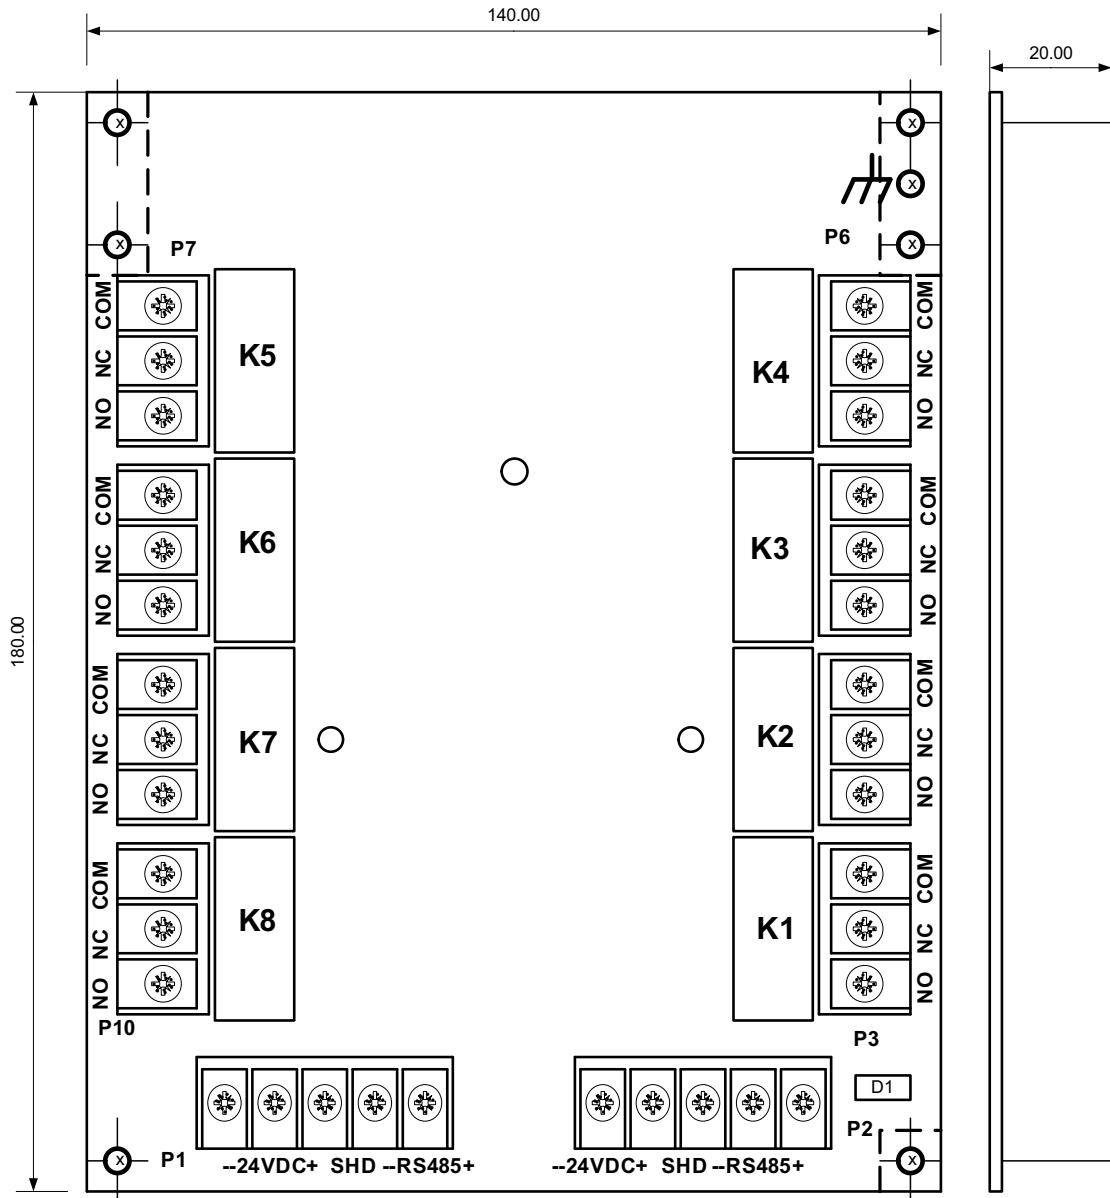 140.00
20.00
180.00
X
X
X
X
P7
P6
COM
NC
NO
K5
K4
COM
NC
NO
COM
NC
NO
K6
K3
COM
NC
NO
COM
NC
NO
K7
K2
COM
NC
NO
COM
NC
NO
K8
K1
COM
NC
NO
P10
P3
D1
P2
X
P1
--24VDC+ SHD --RS485+
--24VDC+ SHD --RS485+
X